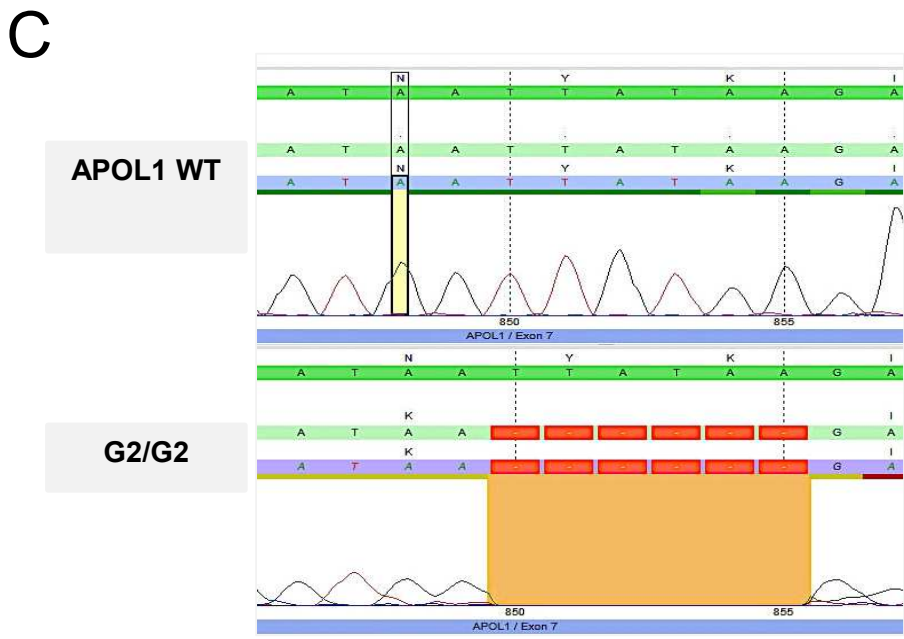 C
APOL1 WT
N Y K I
A T A A T T A T A A G A
A T A A T T A T A A G A
N Y K I
A T A A T T A T A A G A
850 855
APOL1 / Exon 7
G2/G2
N Y K I
A T A A T T A T A A G A
K I
A T A A - - - - - - G A
K I
A T A A - - - - - - G A
850 855
APOL1 / Exon 7